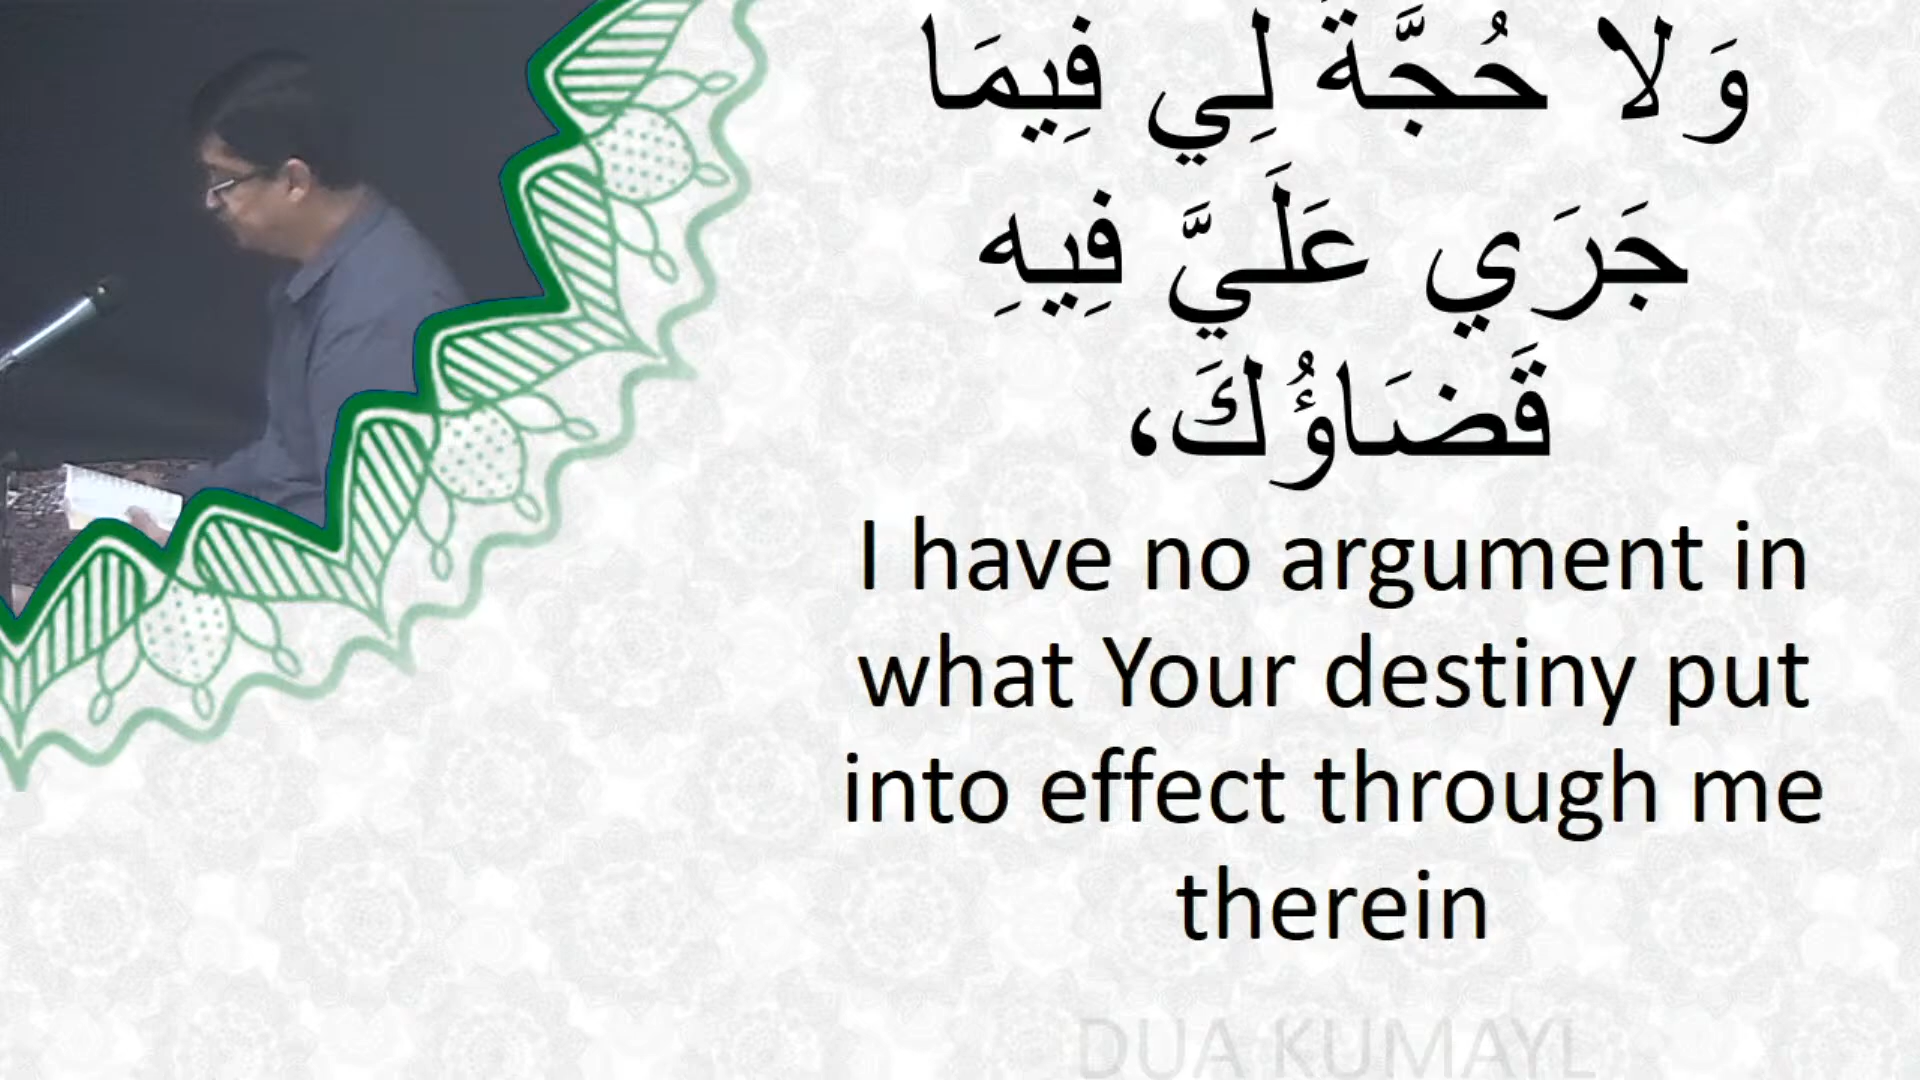 وَلا حُجَّةَ لِي فِيمَا
جَرَي عَلَيَّ فِيهِ
قَضَاؤُكَ،
I have no argument in
what Your destiny put
into effect through me
therein
DUA KUMAYL